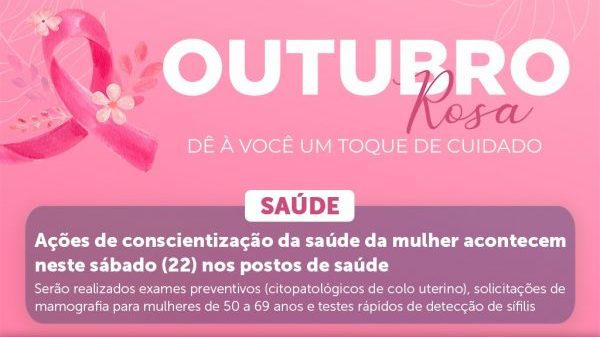 OUTUBRO
Rosa
DÊ À VOCÊ UM TOQUE DE CUIDADO
SAÚDE
Ações de conscientização da saúde da mulher acontecem
neste sábado (22) nos postos de saúde
Serão realizados exames preventivos (citopatológicos de colo uterino), solicitações de
mamografia para mulheres de 50 a 69 anos e testes rápidos de detecção de sífilis